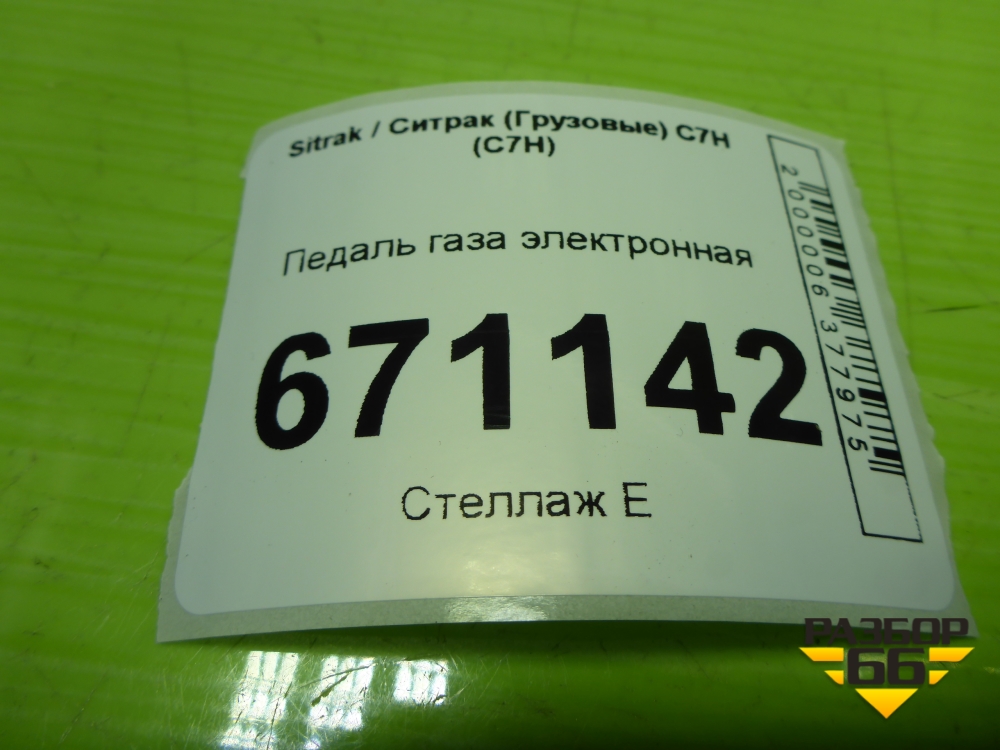 Sitrak / Ситрак (Грузовые) C7H
(C7H)
Педаль газа электронная
671142
Стеллаж Е
2000006377975
РАЗБОР
66